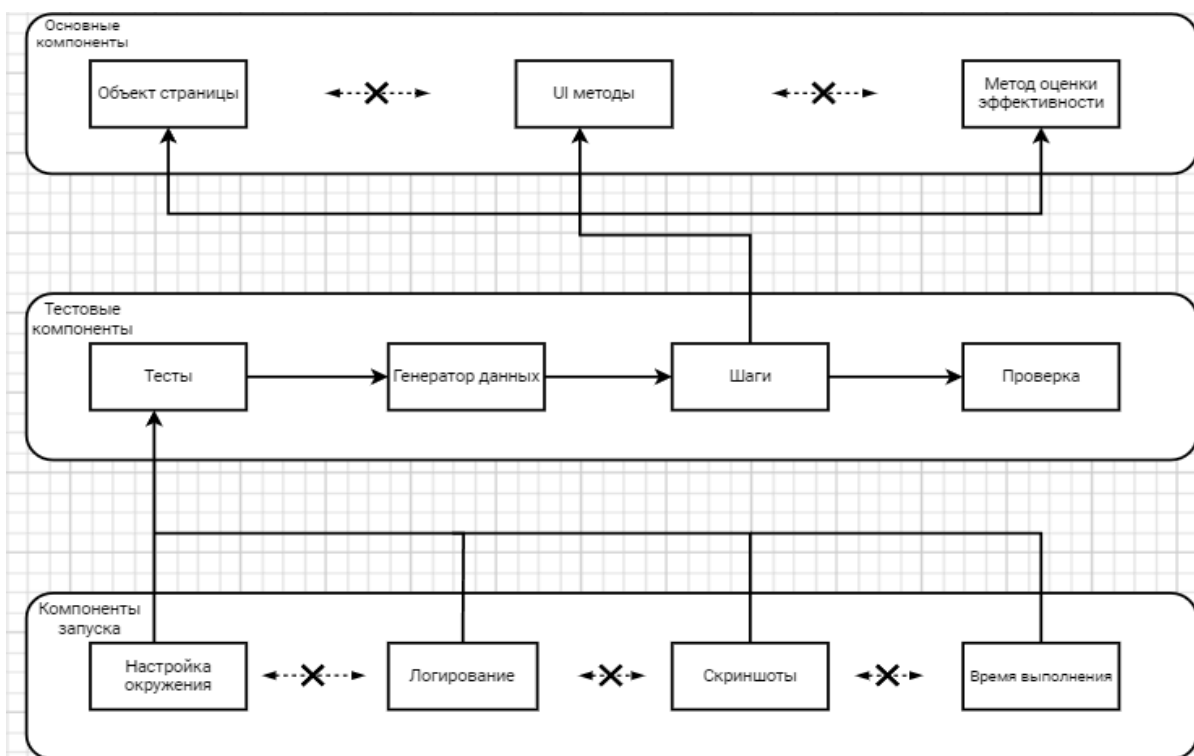 Основные
компоненты
Объект страницы
UI методы
Метод оценки
эффективности
Тестовые
компоненты
Тесты
Генератор данных
Шаги
Проверка
Компоненты
запуска
Настройка
окружения
Логирование
Скриншоты
Время выполнения